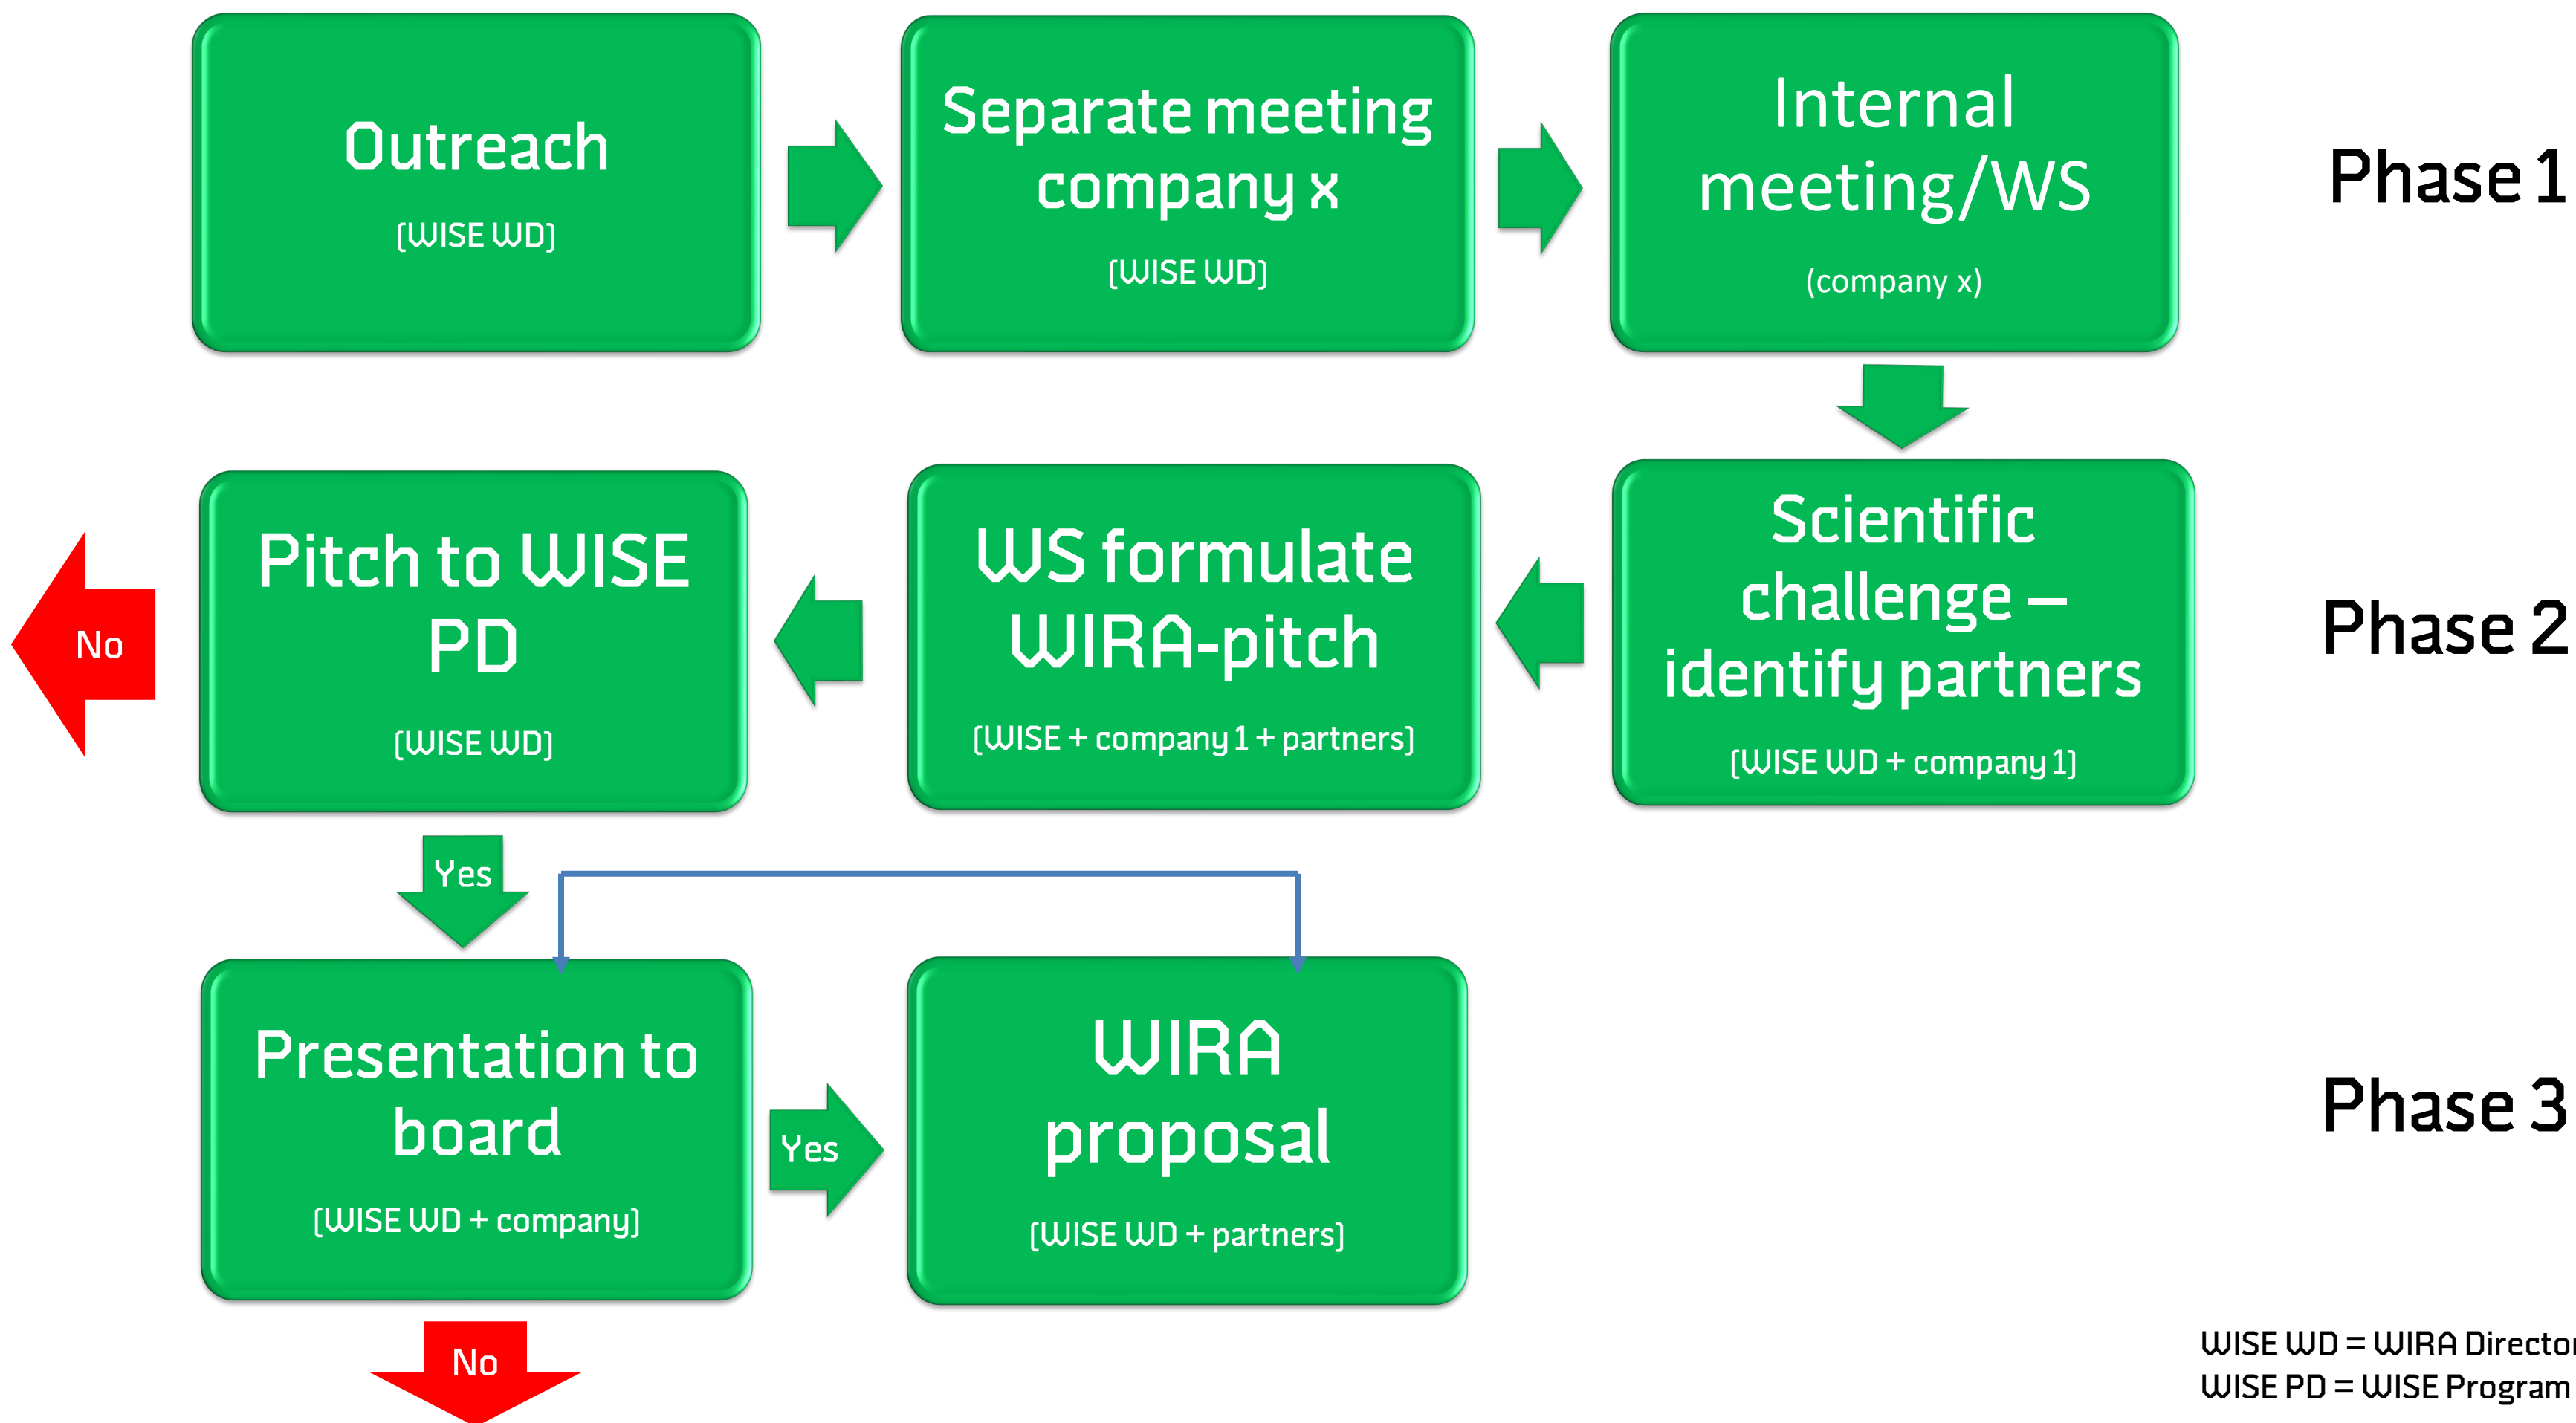 Outreach
(WISE WD)
Separate meeting
company x
(WISE WD)
Internal
meeting/WS
(company x)
Phase 1
No
Pitch to WISE
PD
(WISE WD)
WS formulate
WIRA-pitch
(WISE + company 1 + partners)
Scientific
challenge –
identify partners
(WISE WD + company 1)
Phase 2
Yes
Presentation to
board
(WISE WD + company)
Yes
WIRA
proposal
(WISE WD + partners)
Phase 3
No
WISE WD = WIRA Director
WISE PD = WISE Program